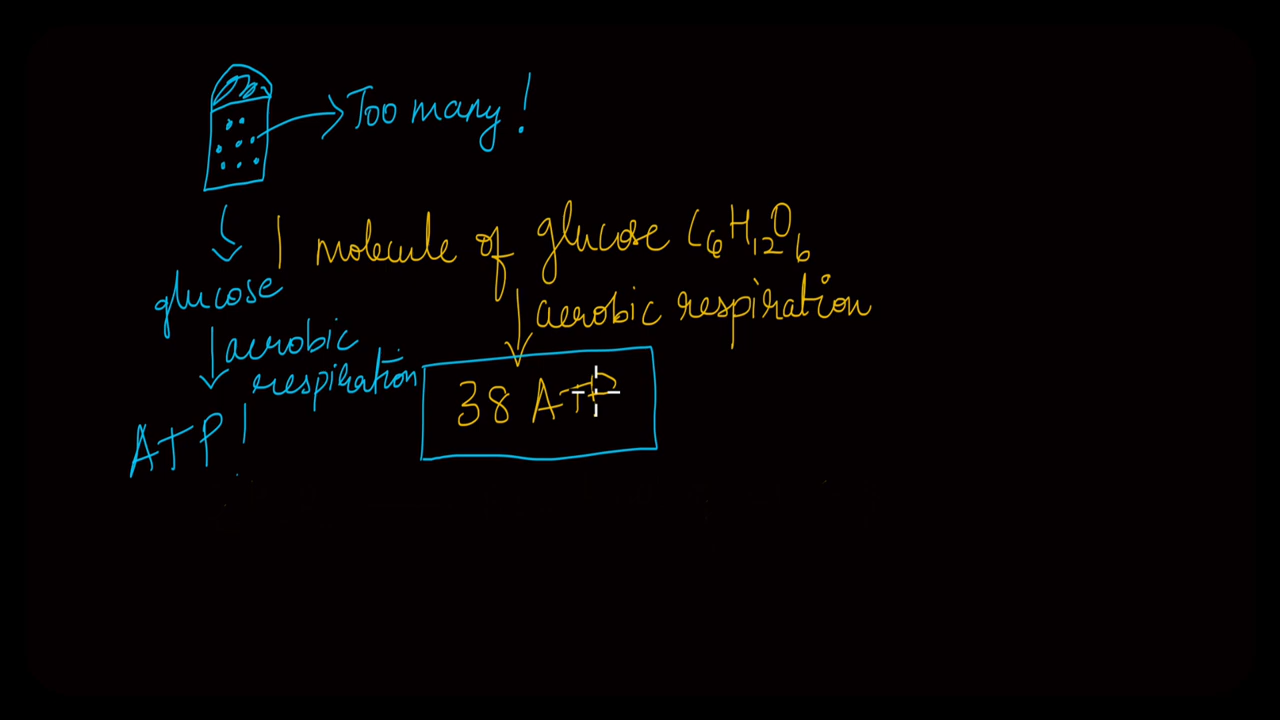 Too many!
1 molecule of glucose C6H12O6
glucose
aerobic respiration
aerobic
respiration
38 ATP
ATP!